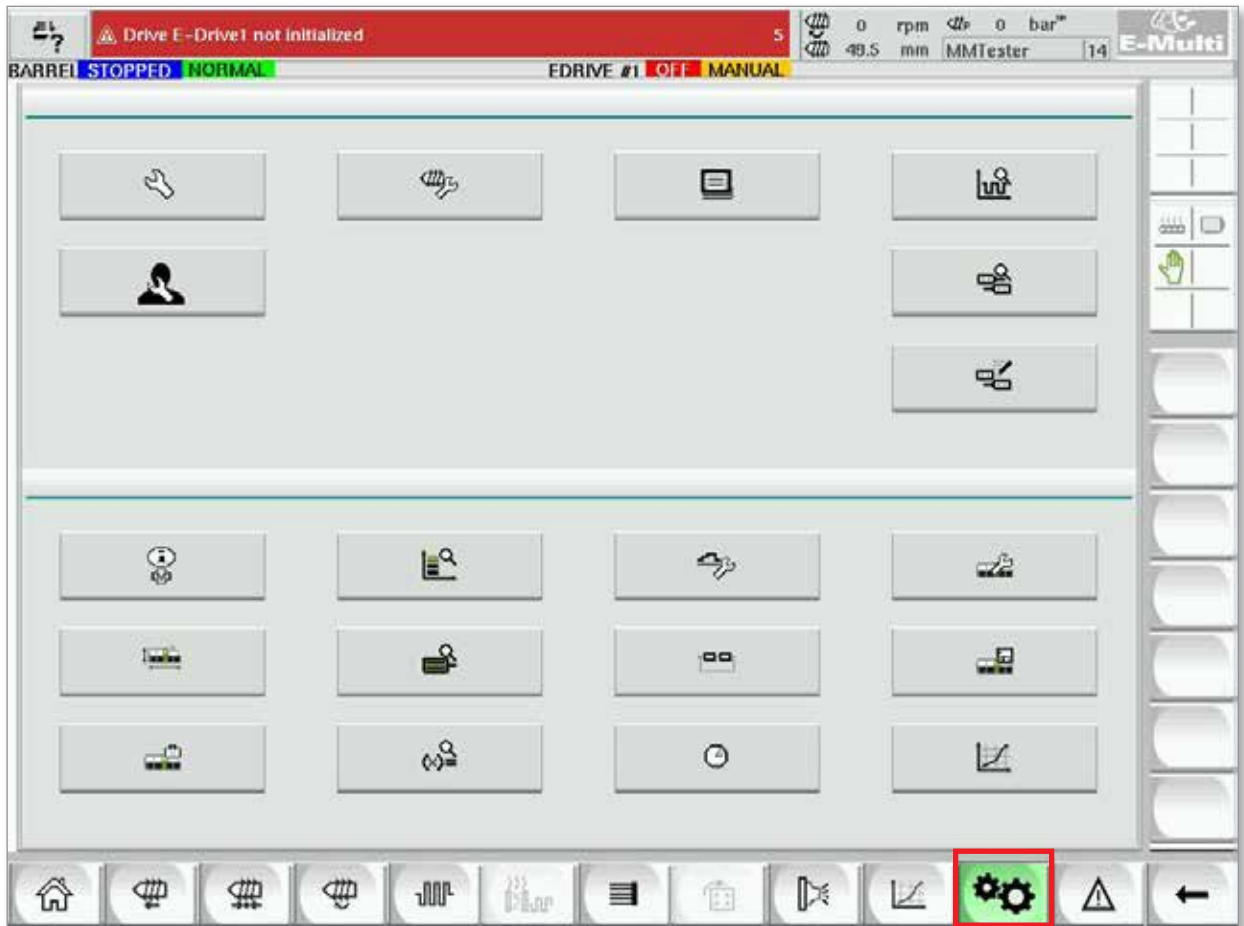 Drive E-Drive1 not initialized 5
0 rpm 0 bar
49.5 mm MMTester 14
E-Multi
BARREL STOPPED NORMAL EDRIVE #1 OFF MANUAL